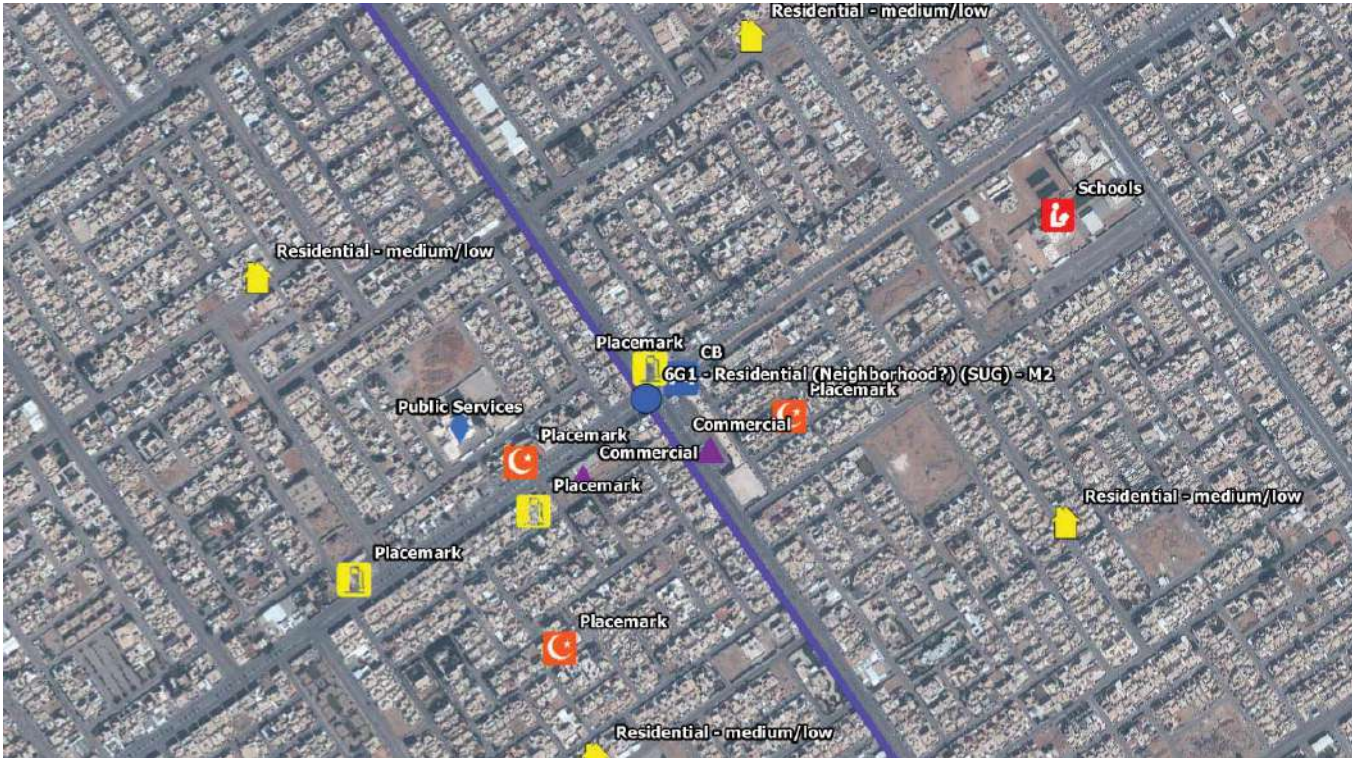 Residential - medium/low
Schools
Residential - medium/low
Placemark
CB
6G1 - Residential (Neighborhood?) (SUG) - M2
Placemark
Public Services
Commercial
Placemark
Commercial
Placemark
Residential - medium/low
Placemark
Placemark
Residential - medium/low